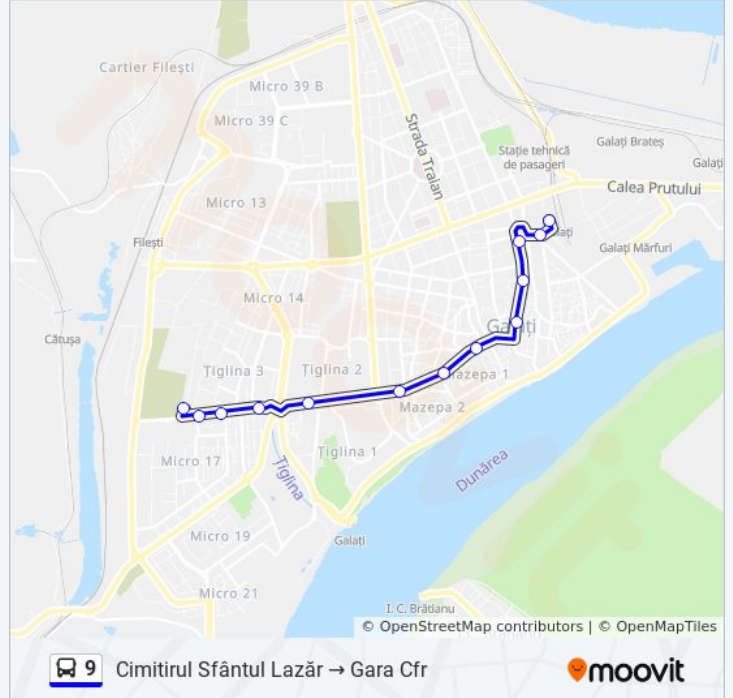 Cartier Filești
Micro 39 B
Micro 39 C
Strada Traian
Stație tehnică
de pasageri
Galați Brateș
Galați
Calea Prutului
Micro 13
Filești
Galați Mărfuri
Micro 14
Cătușa
Galați
Țiglina 3
Țiglina 2
Mazepa 1
Mazepa 2
Micro 17
Țiglina
Țiglina 1
Dunărea
Micro 19
Galați
Micro 21
I. C. Brătianu
© OpenStreetMap contributors | © OpenMapTiles
9 Cimitirul Sfântul Lazăr → Gara Cfr
moovit